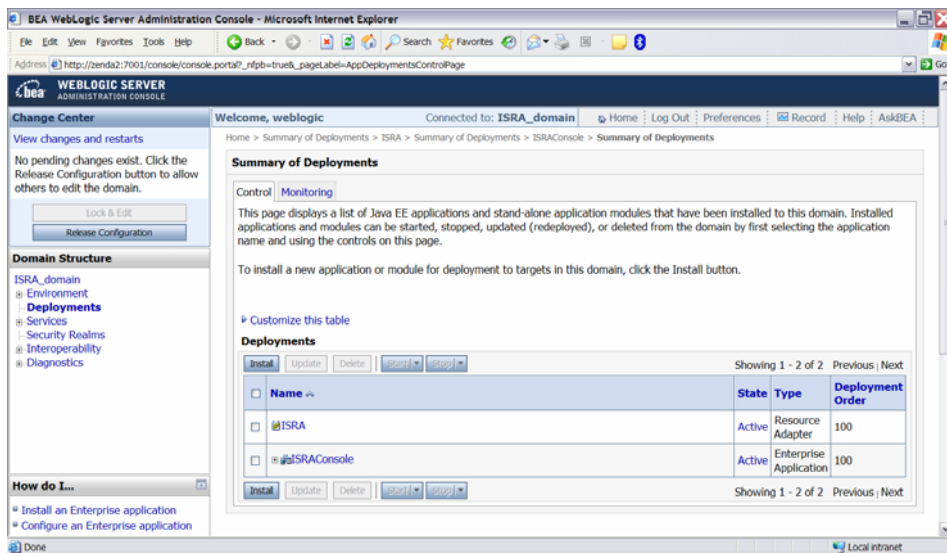 BEA WebLogic Server Administration Console - Microsoft Internet Explorer
File Edit View Favorites Tools Help
Back Search Favorites
Address http://zenda2:7001/console/console.portal?_nfpb=true&_pageLabel=AppDeploymentsControlPage Go
bea WEBLOGIC SERVER
ADMINISTRATION CONSOLE
Change Center
View changes and restarts
No pending changes exist. Click the
Release Configuration button to allow
others to edit the domain.
Lock & Edit
Release Configuration
Domain Structure
ISRA_domain
Environment
Deployments
Services
Security Realms
Interoperability
Diagnostics
How do I...
Install an Enterprise application
Configure an Enterprise application
Welcome, weblogic Connected to: ISRA_domain Home Log Out Preferences Record Help AskBEA
Home > Summary of Deployments > ISRA > Summary of Deployments > ISRAConsole > Summary of Deployments
Summary of Deployments
Control Monitoring
This page displays a list of Java EE applications and stand-alone application modules that have been installed to this domain. Installed
applications and modules can be started, stopped, updated (redeployed), or deleted from the domain by first selecting the application
name and using the controls on this page.
To install a new application or module for deployment to targets in this domain, click the Install button.
Customize this table
Deployments
Install Update Delete Start Stop Showing 1 - 2 of 2 Previous | Next
Name State Type Deployment
Order
ISRA Active Resource
Adapter 100
ISRAConsole Active Enterprise
Application 100
Install Update Delete Start Stop Showing 1 - 2 of 2 Previous | Next
Done Local intranet